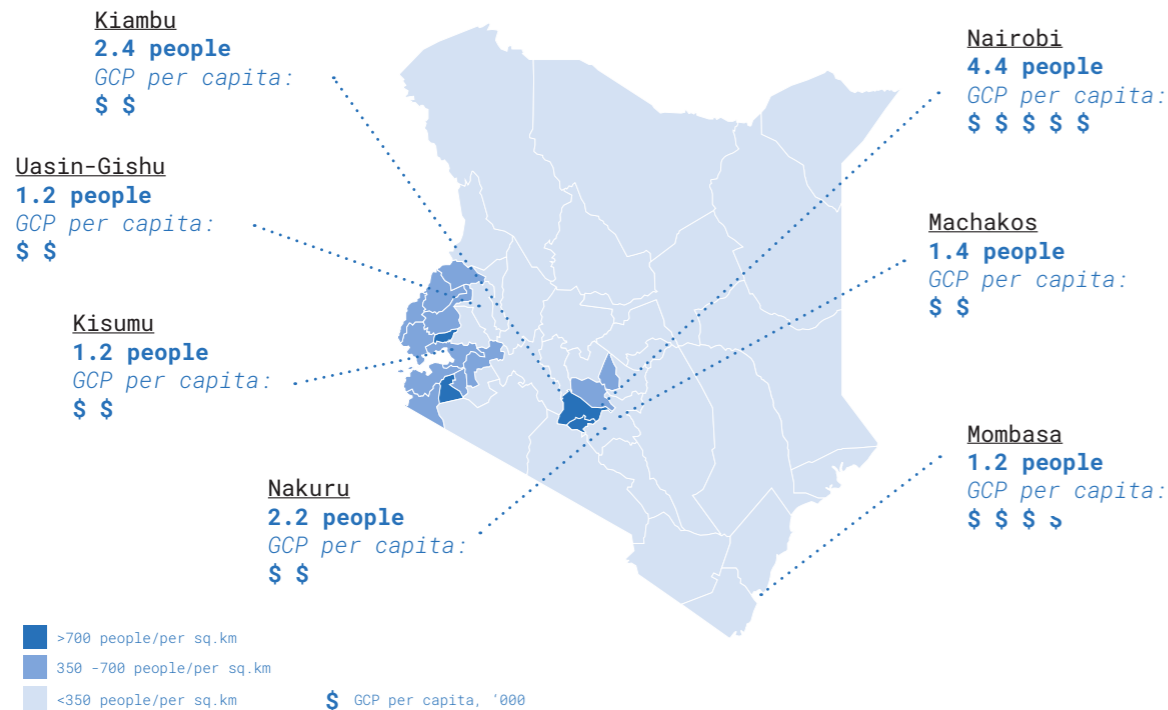 Kiambu
2.4 people
GCP per capita:
$ $
Nairobi
4.4 people
GCP per capita:
$ $ $ $ $
Uasin-Gishu
1.2 people
GCP per capita:
$ $
Machakos
1.4 people
GCP per capita:
$ $
Kisumu
1.2 people
GCP per capita:
$ $
Mombasa
1.2 people
GCP per capita:
$ $ $ $
Nakuru
2.2 people
GCP per capita:
$ $
>700 people/per sq.km
350 -700 people/per sq.km
<350 people/per sq.km
$ GCP per capita, ‘000